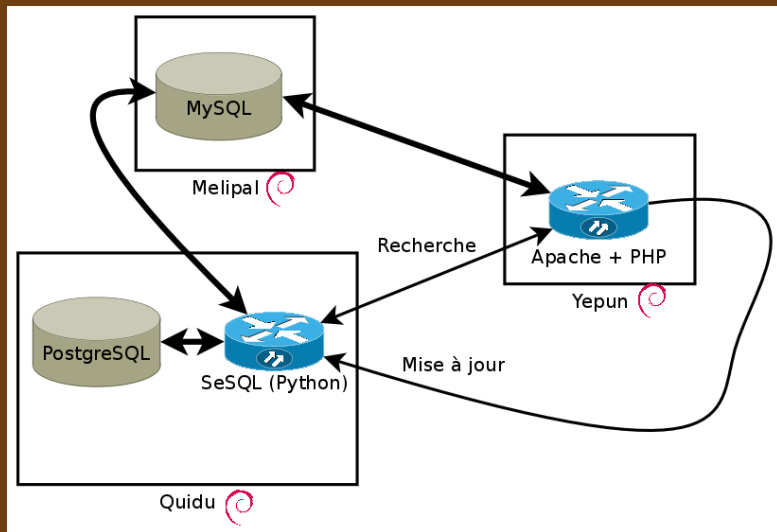 MySQL
Melipal
Apache + PHP
Yepun
Recherche
PostgreSQL
SeSQL (Python)
Mise à jour
Quidu